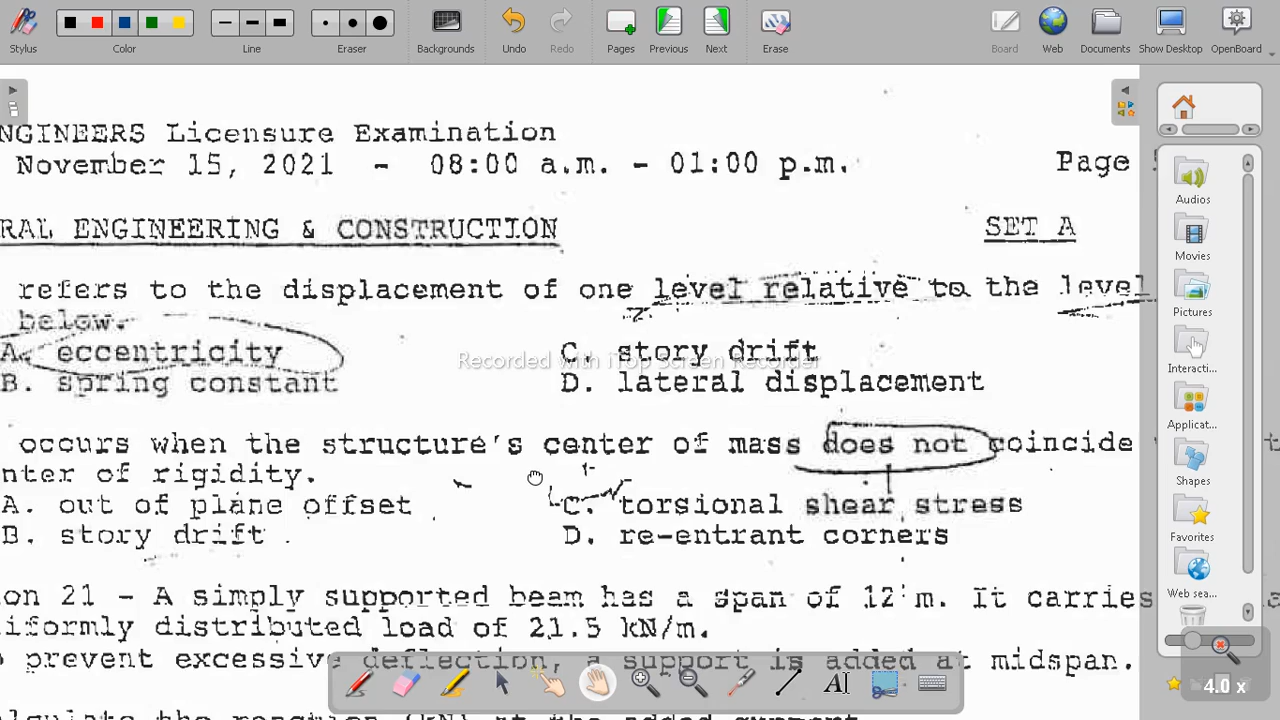 Stylus
Color
Line
Eraser
Backgrounds
Undo
Redo
Pages
Previous
Next
Erase
Board
Web
Documents
Show Desktop
OpenBoard
NGINEERS Licensure Examination
November 15, 2021 - 08:00 a.m. - 01:00 p.m. Page
RAL ENGINEERING & CONSTRUCTION SET A
refers to the displacement of one level relative to the level
below.
A. eccentricity C. story drift
Recorded with iTop Screen Recorder
B. spring constant D. lateral displacement
occurs when the structure's center of mass does not coincide
nter of rigidity.
A. out of plane offset C. torsional shear stress
B. story drift D. re-entrant corners
on 21 - A simply supported beam has a span of 12 m. It carries
iformly distributed load of 21.5 kN/m.
prevent excessive deflection, a support is added at midspan.
Audios
Movies
Pictures
Interacti...
Applicat...
Shapes
Favorites
Web sea...
4.0 x